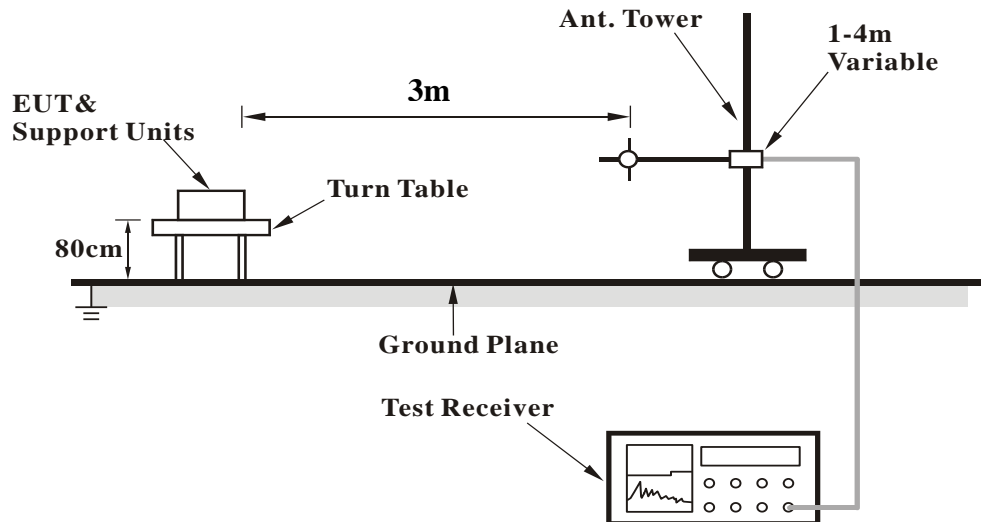 Ant. Tower
1-4m
Variable
3m
EUT&
Support Units
Turn Table
80cm
Ground Plane
Test Receiver